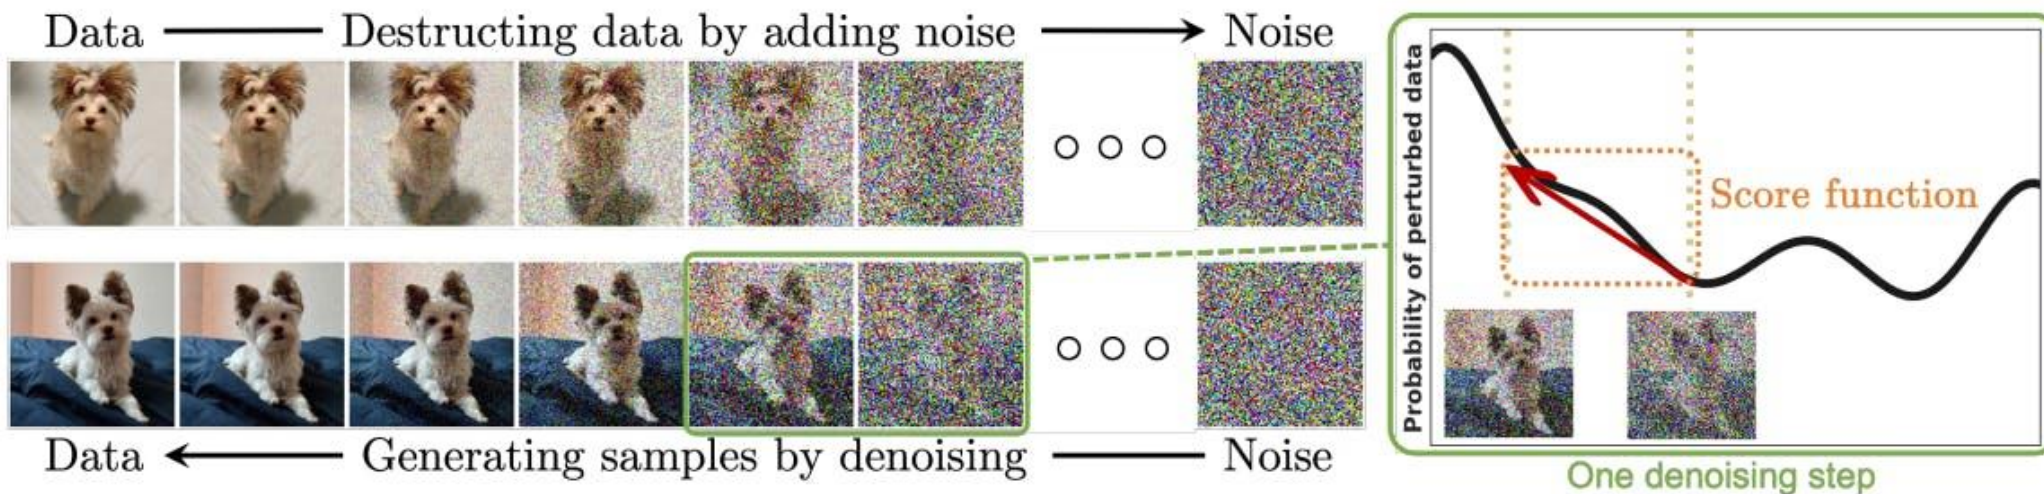 Data
Destructing data by adding noise
Noise
Data
Generating samples by denoising
Noise
Probability of perturbed data
Score function
One denoising step